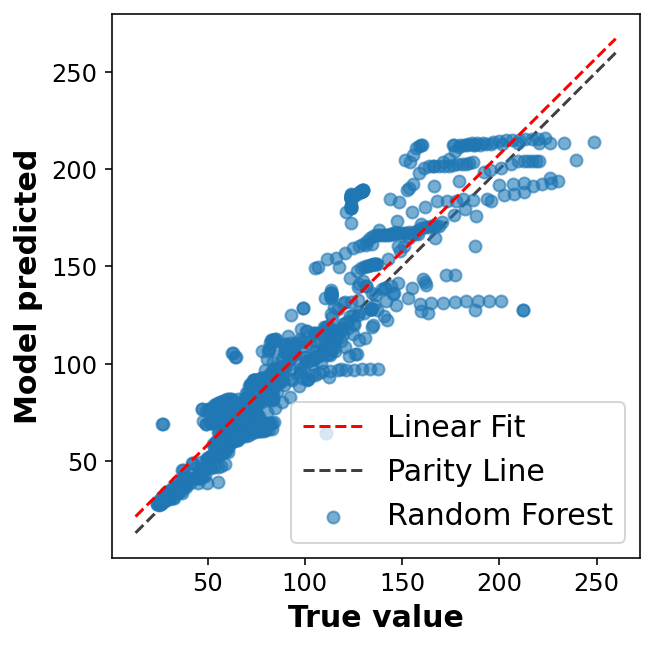 250
200
150
100
50
Model predicted
Linear Fit
Parity Line
Random Forest
50 100 150 200 250
True value